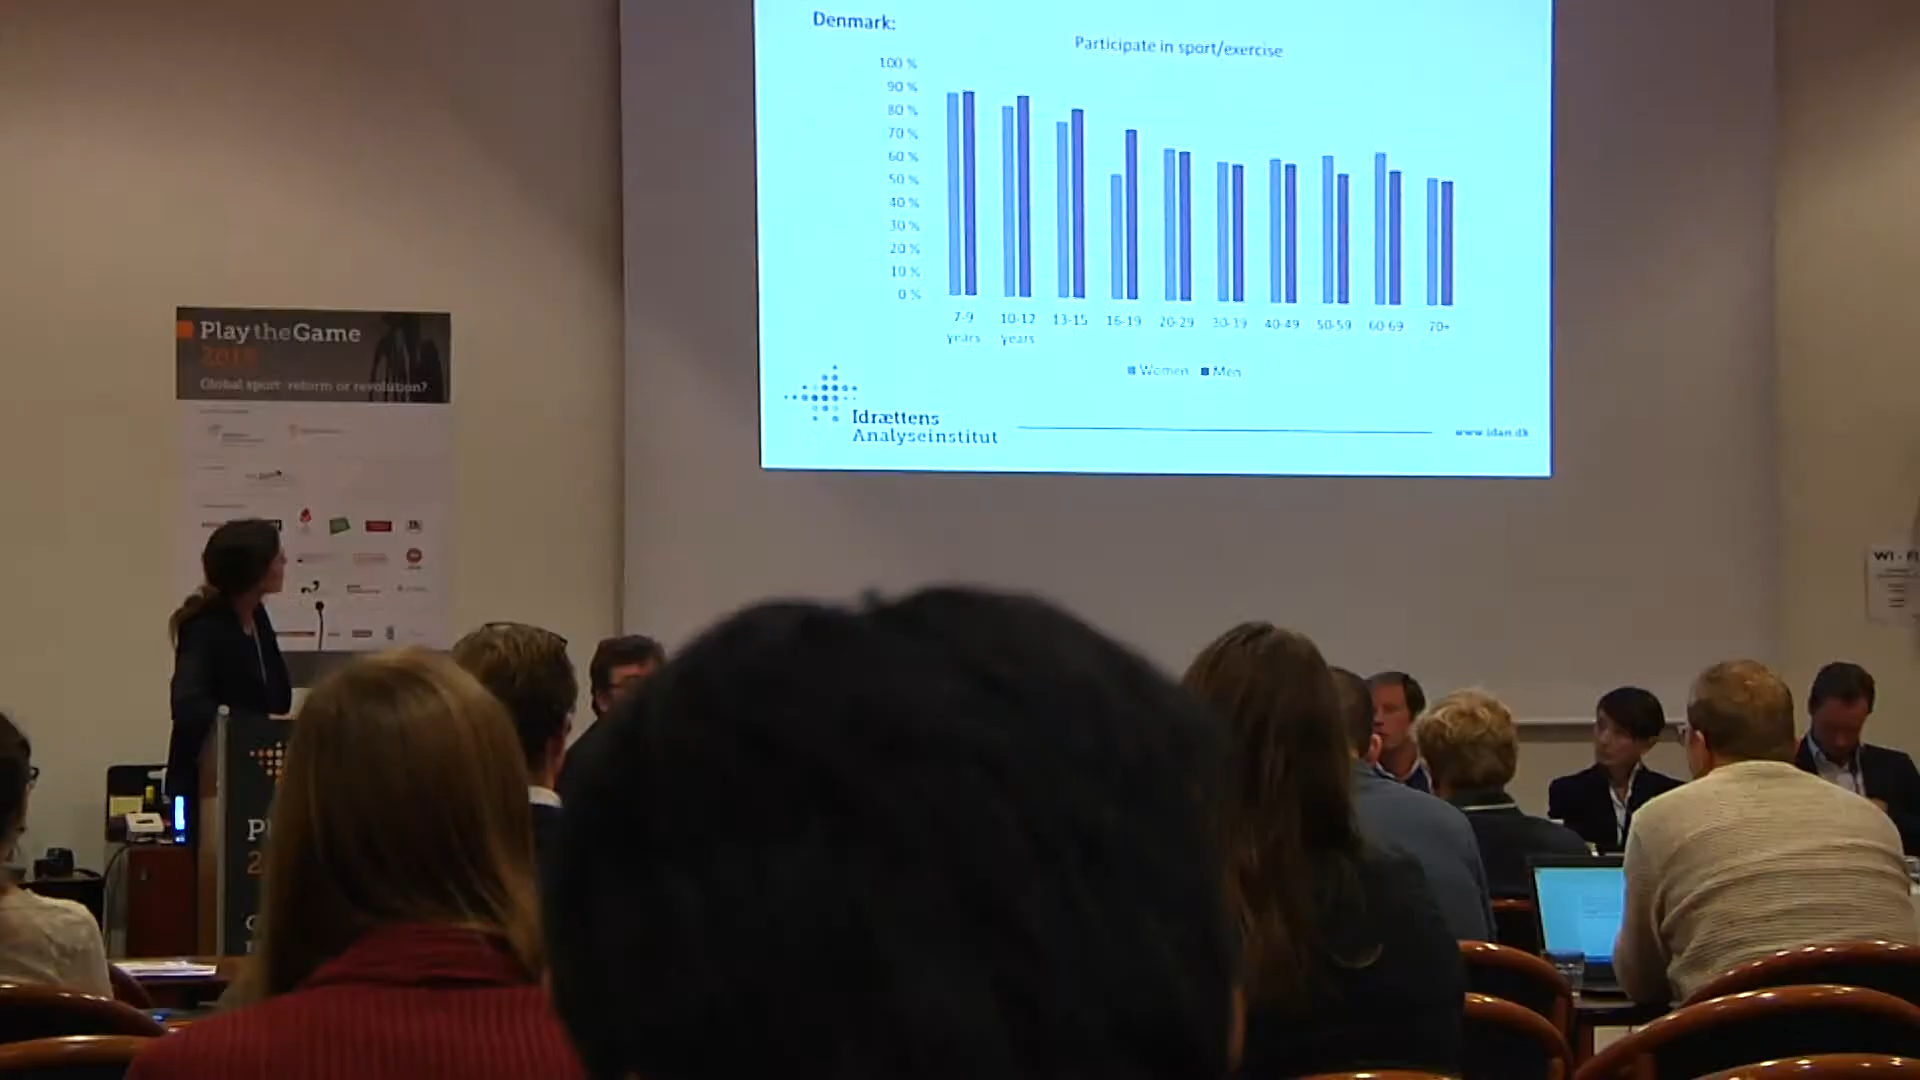 Denmark:
Participate in sport/exercise
100 %
90 %
80 %
70 %
60 %
50 %
40 %
30 %
20 %
10 %
0 %
7-9 years
10-12 years
13-15
16-19
20-29
30-39
40-49
50-59
60-69
70+
Women Men
Idrættens
Analyseinstitut
www.idan.dk
Play the Game
Global sport: reform or revolution?
WI - FI